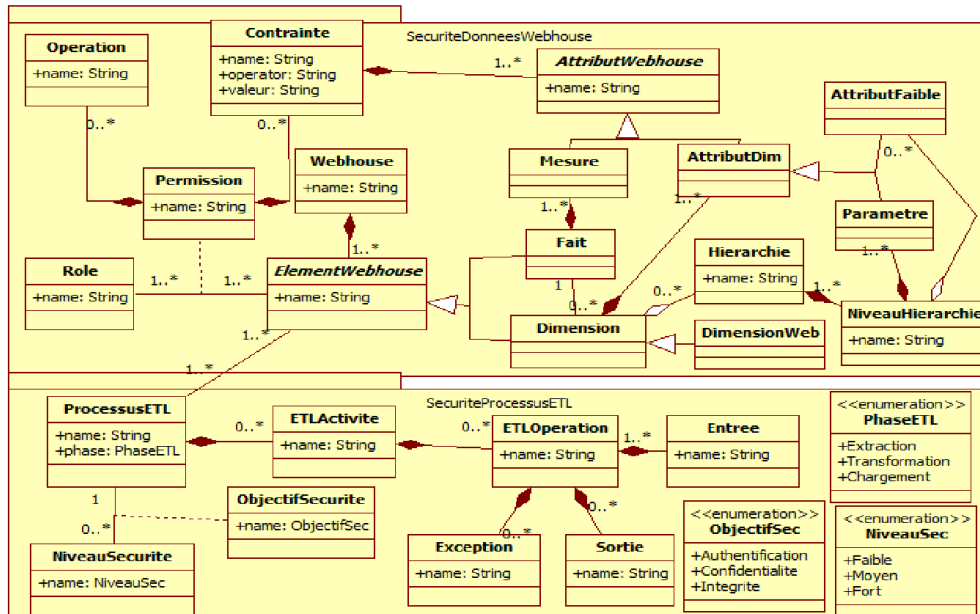 SecuriteDonneesWebhouse
Operation
+name: String
Contrainte
+name: String
+operator: String
+valeur: String
1..*
AttributWebhouse
+name: String
AttributFaible
0..*
0..*
0..*
Webhouse
+name: String
Mesure
+name: String
AttributDim
Permission
+name: String
1..*
1..*
Parametre
+name: String
Fait
Hierarchie
+name: String
1..*
1..*
Role
+name: String
1..*
1..*
ElementWebhouse
+name: String
1
0..*
0..*
1..*
Dimension
DimensionWeb
NiveauHierarchie
+name: String
1..*
1..*
SecuriteProcessusETL
ProcessusETL
+name: String
+phase: PhaseETL
0..*
ETLActivite
+name: String
0..*
ETLOperation
+name: String
1..*
Entree
+name: String
<<enumeration>>
PhaseETL
+Extraction
+Transformation
+Chargement
1
0..*
ObjectifSecurite
+name: ObjectifSec
0..*
0..*
NiveauSecurite
+name: NiveauSec
Exception
+name: String
Sortie
+name: String
<<enumeration>>
ObjectifSec
+Authentification
+Confidentialite
+Integrite
<<enumeration>>
NiveauSec
+Faible
+Moyen
+Fort